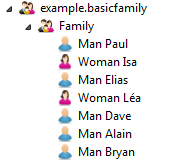 example.basicfamily
Family
Man Paul
Woman Isa
Man Elias
Woman Léa
Man Dave
Man Alain
Man Bryan